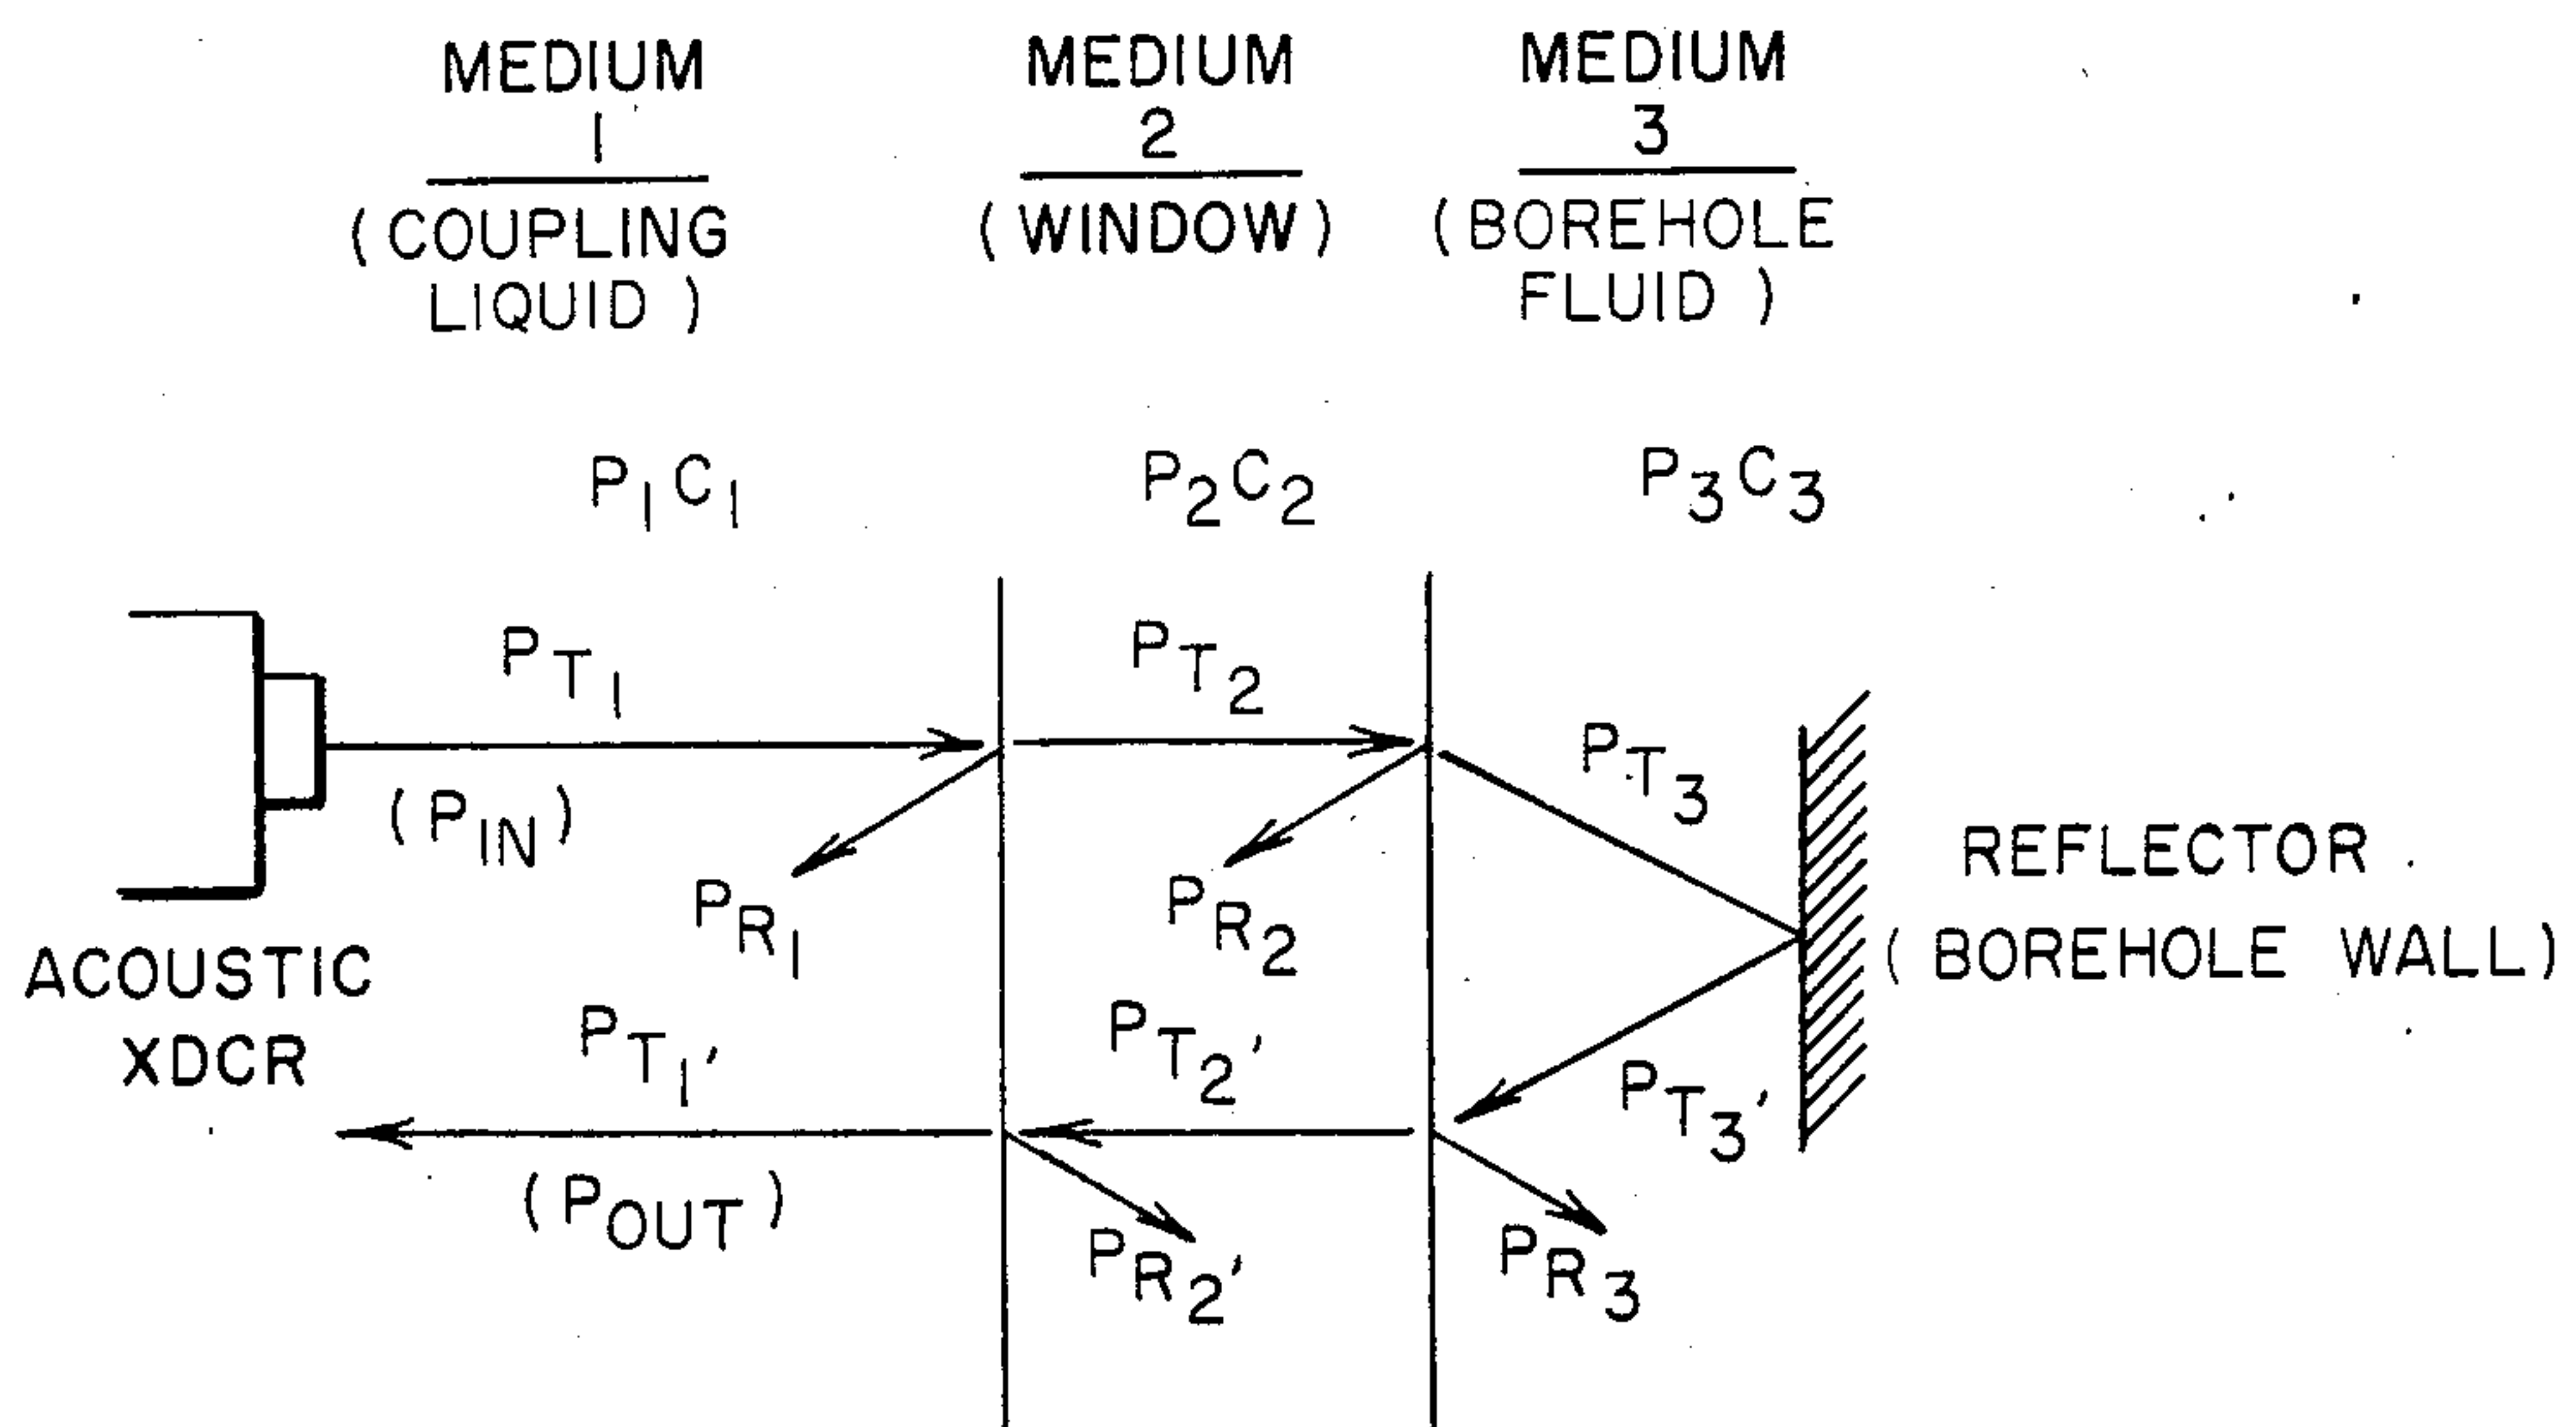 MEDIUM
1
(COUPLING
LIQUID)
MEDIUM
2
(WINDOW)
MEDIUM
3
(BOREHOLE
FLUID)
P1C1
P2C2
P3C3
PT1
(PIN)
PR1
PT2
PR2
PT3
REFLECTOR
(BOREHOLE WALL)
ACOUSTIC
XDCR
PT1'
(POUT)
PT2'
PR2'
PT3'
PR3